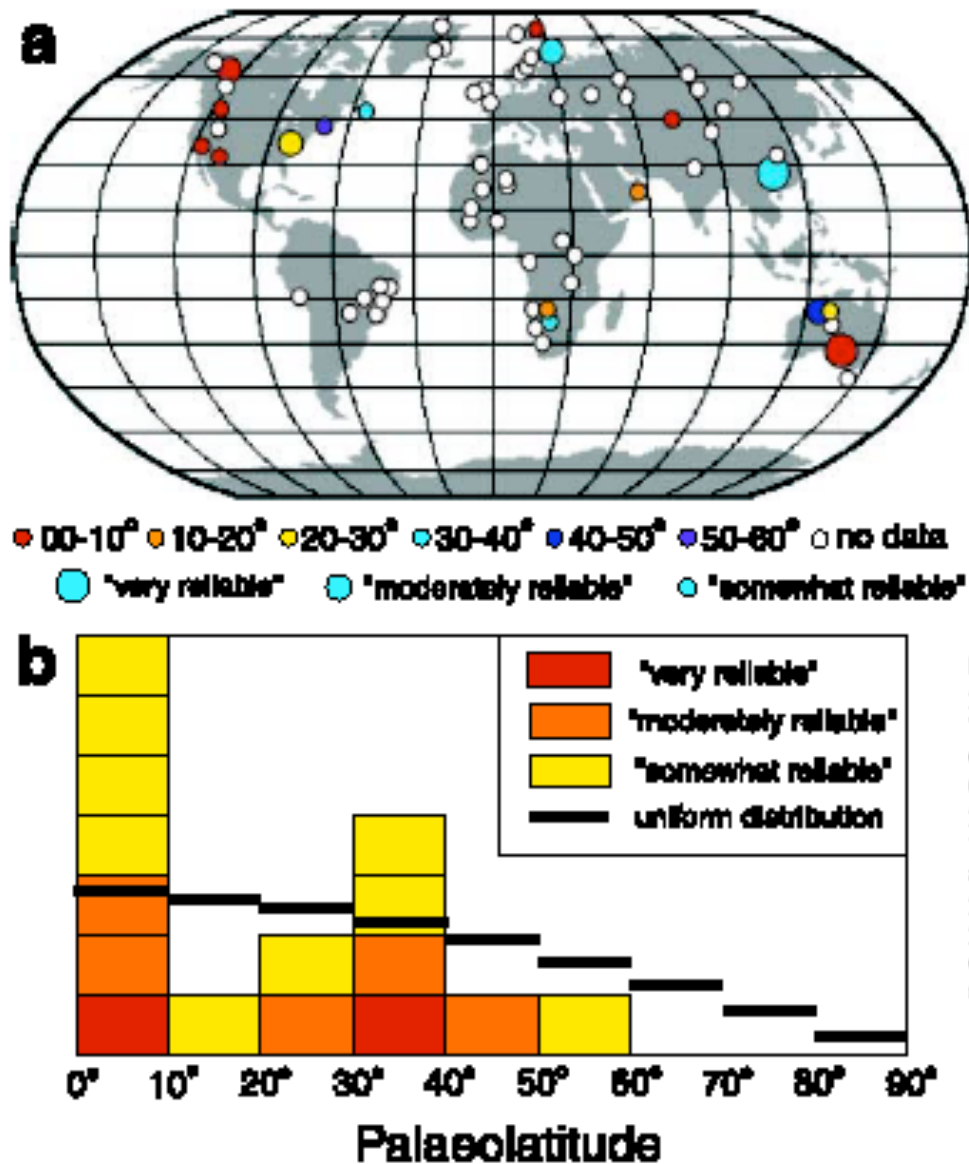 a
00-10° 10-20° 20-30° 30-40° 40-50° 50-60° no data
"very reliable" "moderately reliable" "somewhat reliable"
b
"very reliable"
"moderately reliable"
"somewhat reliable"
uniform distribution
0° 10° 20° 30° 40° 50° 60° 70° 80° 90°
Palaeolatitude